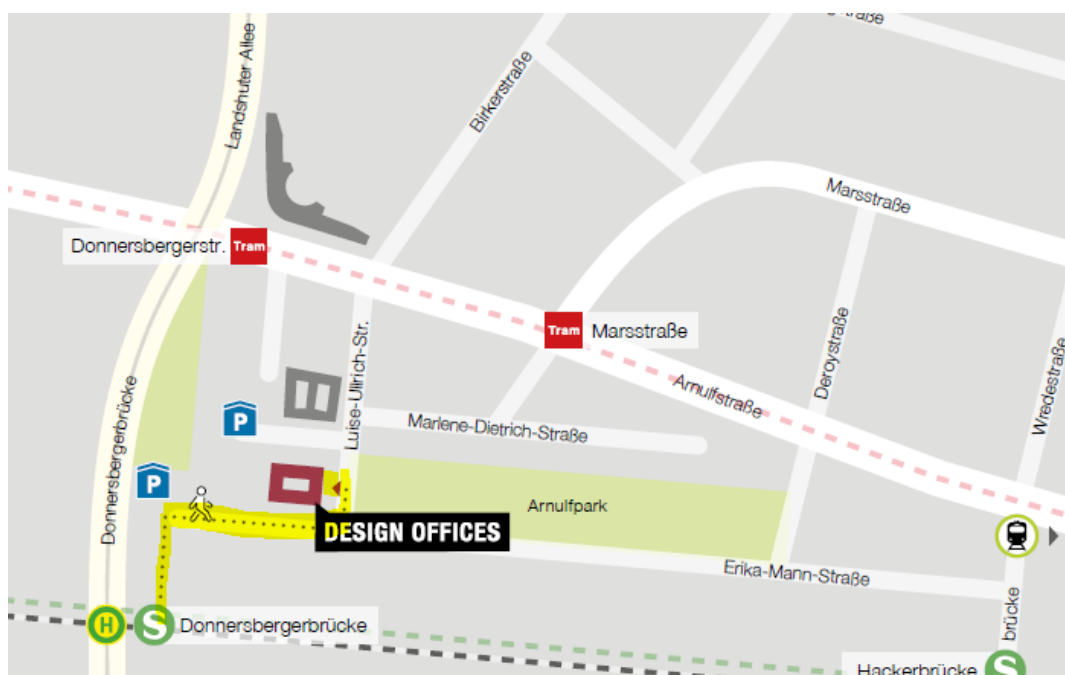 straße
Landshuter Allee
Birkerstraße
Marsstraße
Donnersbergerstr.
Tram
Tram
Marsstraße
Deroystraße
Wredestraße
Luise-Ullrich-Str.
Arnulfstraße
Donnersbergerbrücke
P
Marlene-Dietrich-Straße
P
Arnulfpark
DESIGN OFFICES
Erika-Mann-Straße
brücke
H
S
Donnersbergerbrücke
Hackerbrücke
S